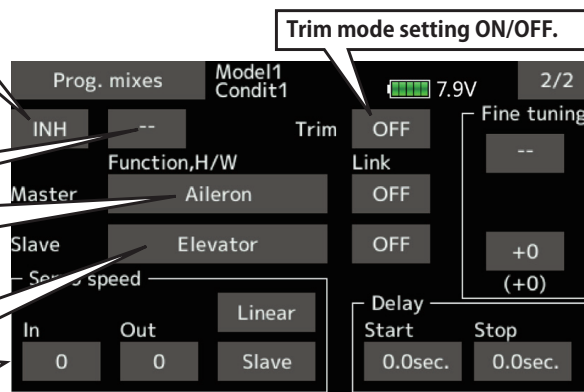 Trim mode setting ON/OFF.
Prog. mixes
Model1
Condit1
7.9V
2/2
INH
--
Trim
OFF
Fine tuning
--
Function,H/W
Link
Master
Aileron
OFF
Slave
Elevator
OFF
+0
(+0)
Servo speed
Linear
Delay
In
Out
Start
Stop
0
0
Slave
0.0sec.
0.0sec.